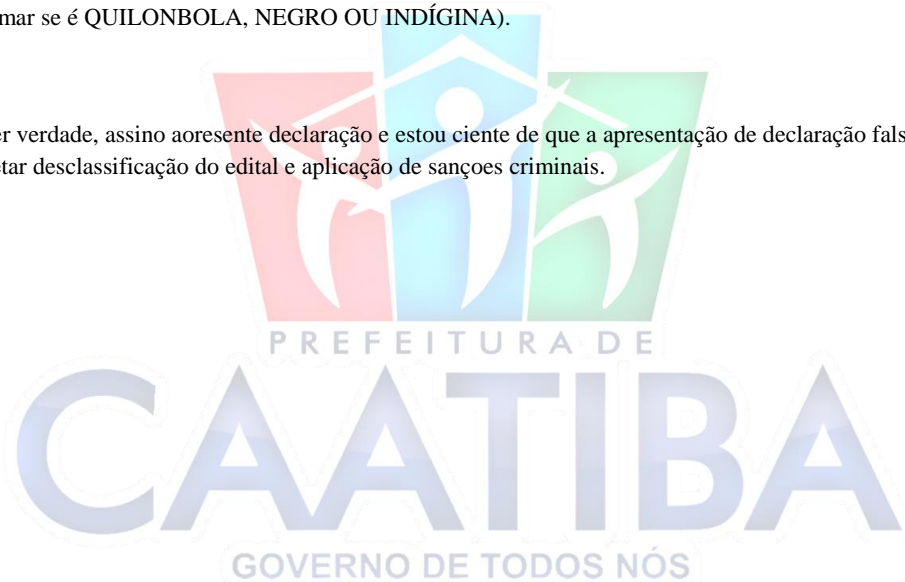 mar se é QUILONBOLA, NEGRO OU INDÍGINA).
er verdade, assino aoresente declaração e estou ciente de que a apresentação de declaração fals
etar desclassificação do edital e aplicação de sançoes criminais.
PREFEITURA DE
CAATIBA
GOVERNO DE TODOS NÓS